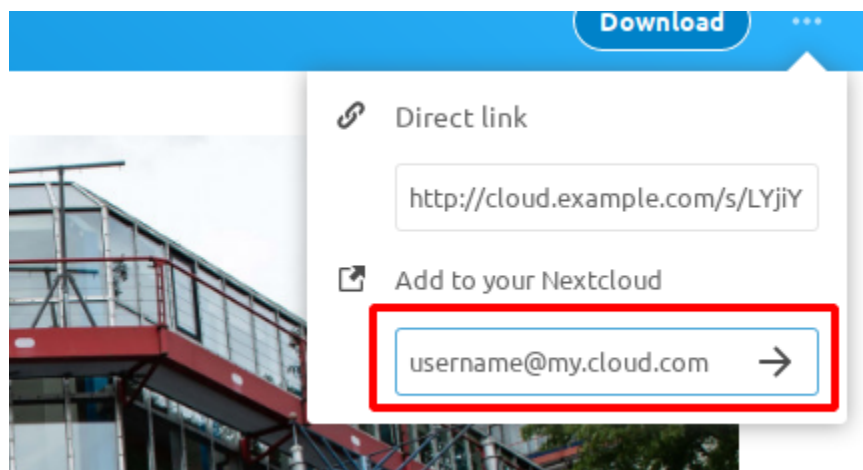 Download
Direct link
http://cloud.example.com/s/LYjiY
Add to your Nextcloud
username@my.cloud.com